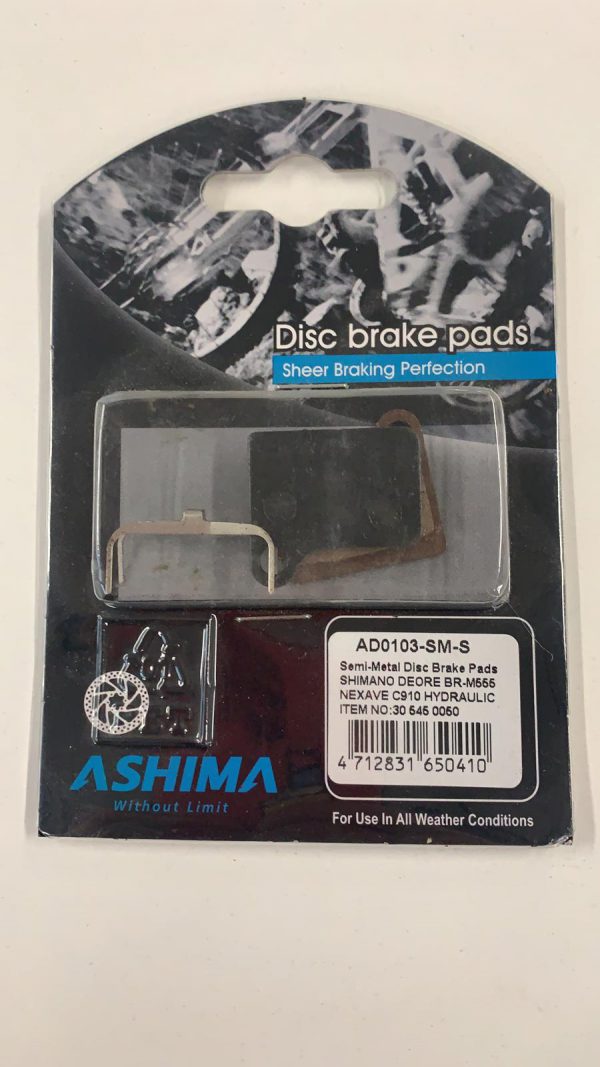 Disc brake pads
Sheer Braking Perfection
AD0103-SM-S
Semi-Metal Disc Brake Pads
SHIMANO DEORE BR-M555
NEXAVE C910 HYDRAULIC
ITEM NO:30 545 0050
4 712831 650410
ASHIMA
Without Limit
For Use In All Weather Conditions